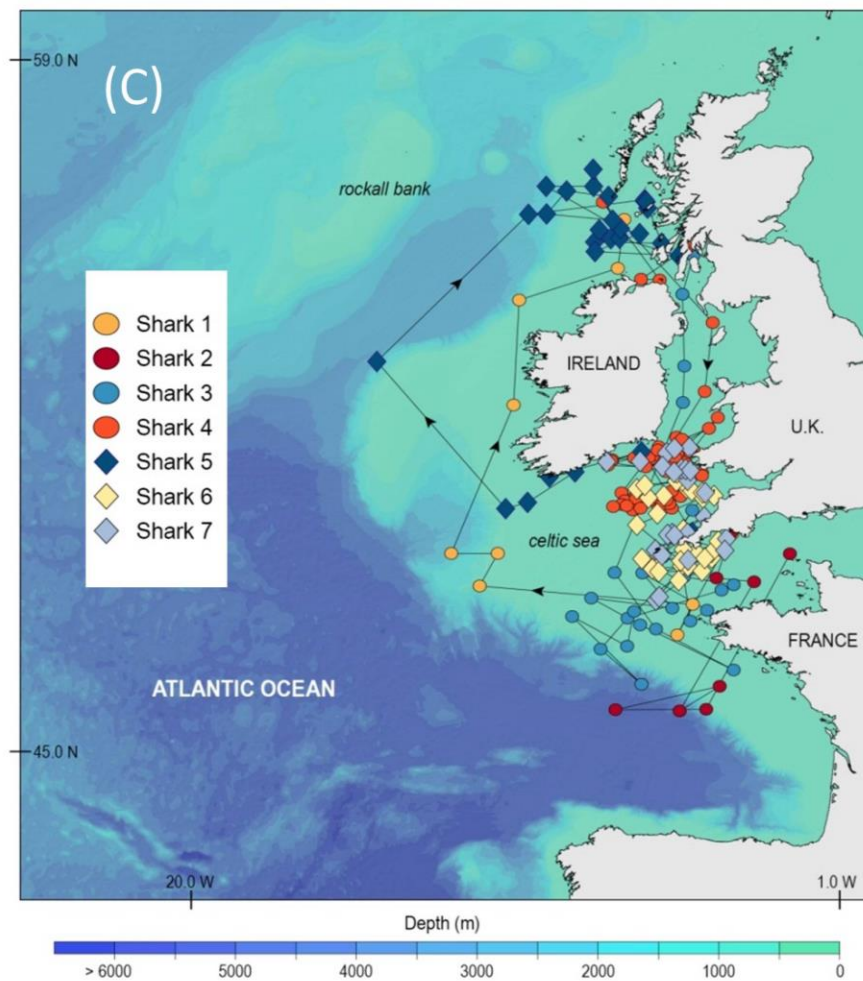 59.0 N
(C)
rockall bank
Shark 1
Shark 2
Shark 3
Shark 4
Shark 5
Shark 6
Shark 7
IRELAND
U.K.
celtic sea
FRANCE
ATLANTIC OCEAN
45.0 N
20.0 W
1.0 W
Depth (m)
> 6000 5000 4000 3000 2000 1000 0